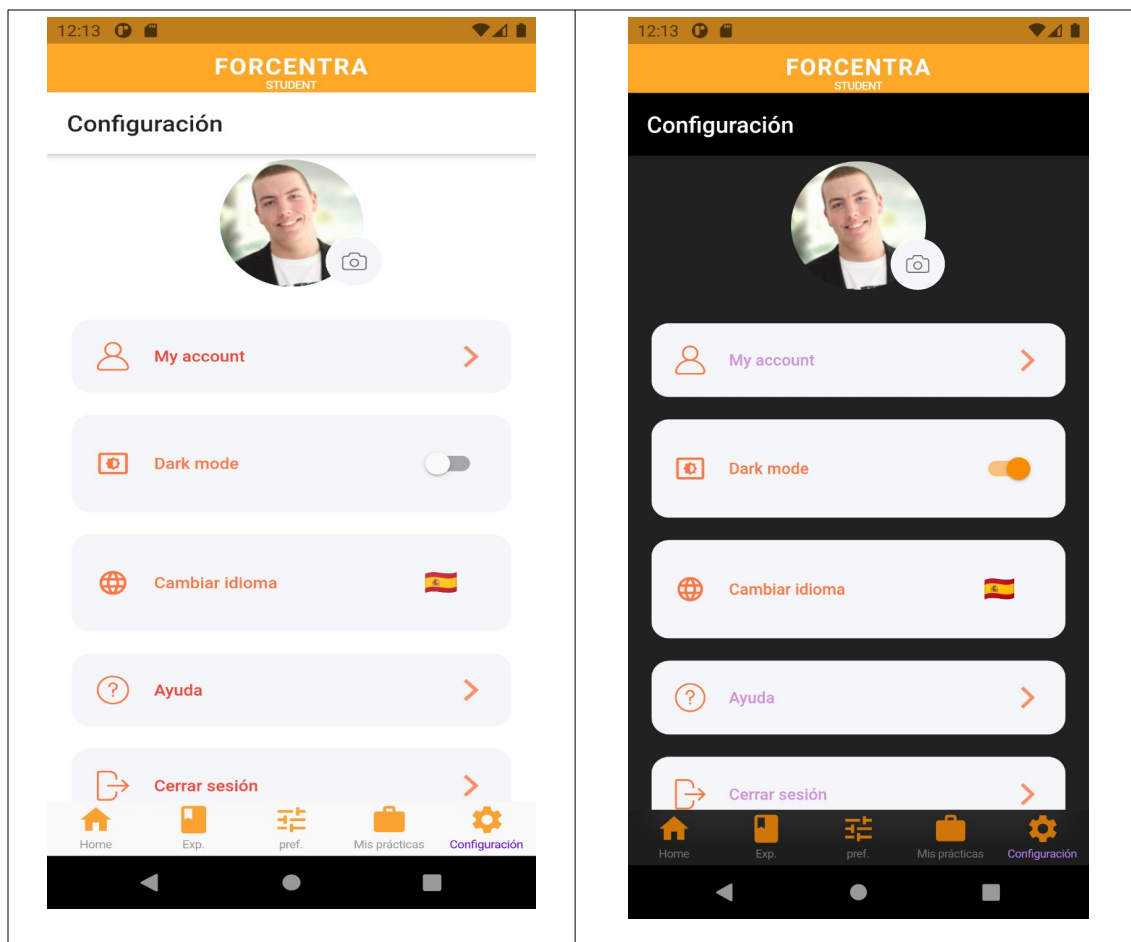 12:13
FORCENTRA
STUDENT
Configuración
My account
Dark mode
Cambiar idioma
Ayuda
Cerrar sesión
Home Exp. pref. Mis prácticas Configuración
12:13
FORCENTRA
STUDENT
Configuración
My account
Dark mode
Cambiar idioma
Ayuda
Cerrar sesión
Home Exp. pref. Mis prácticas Configuración